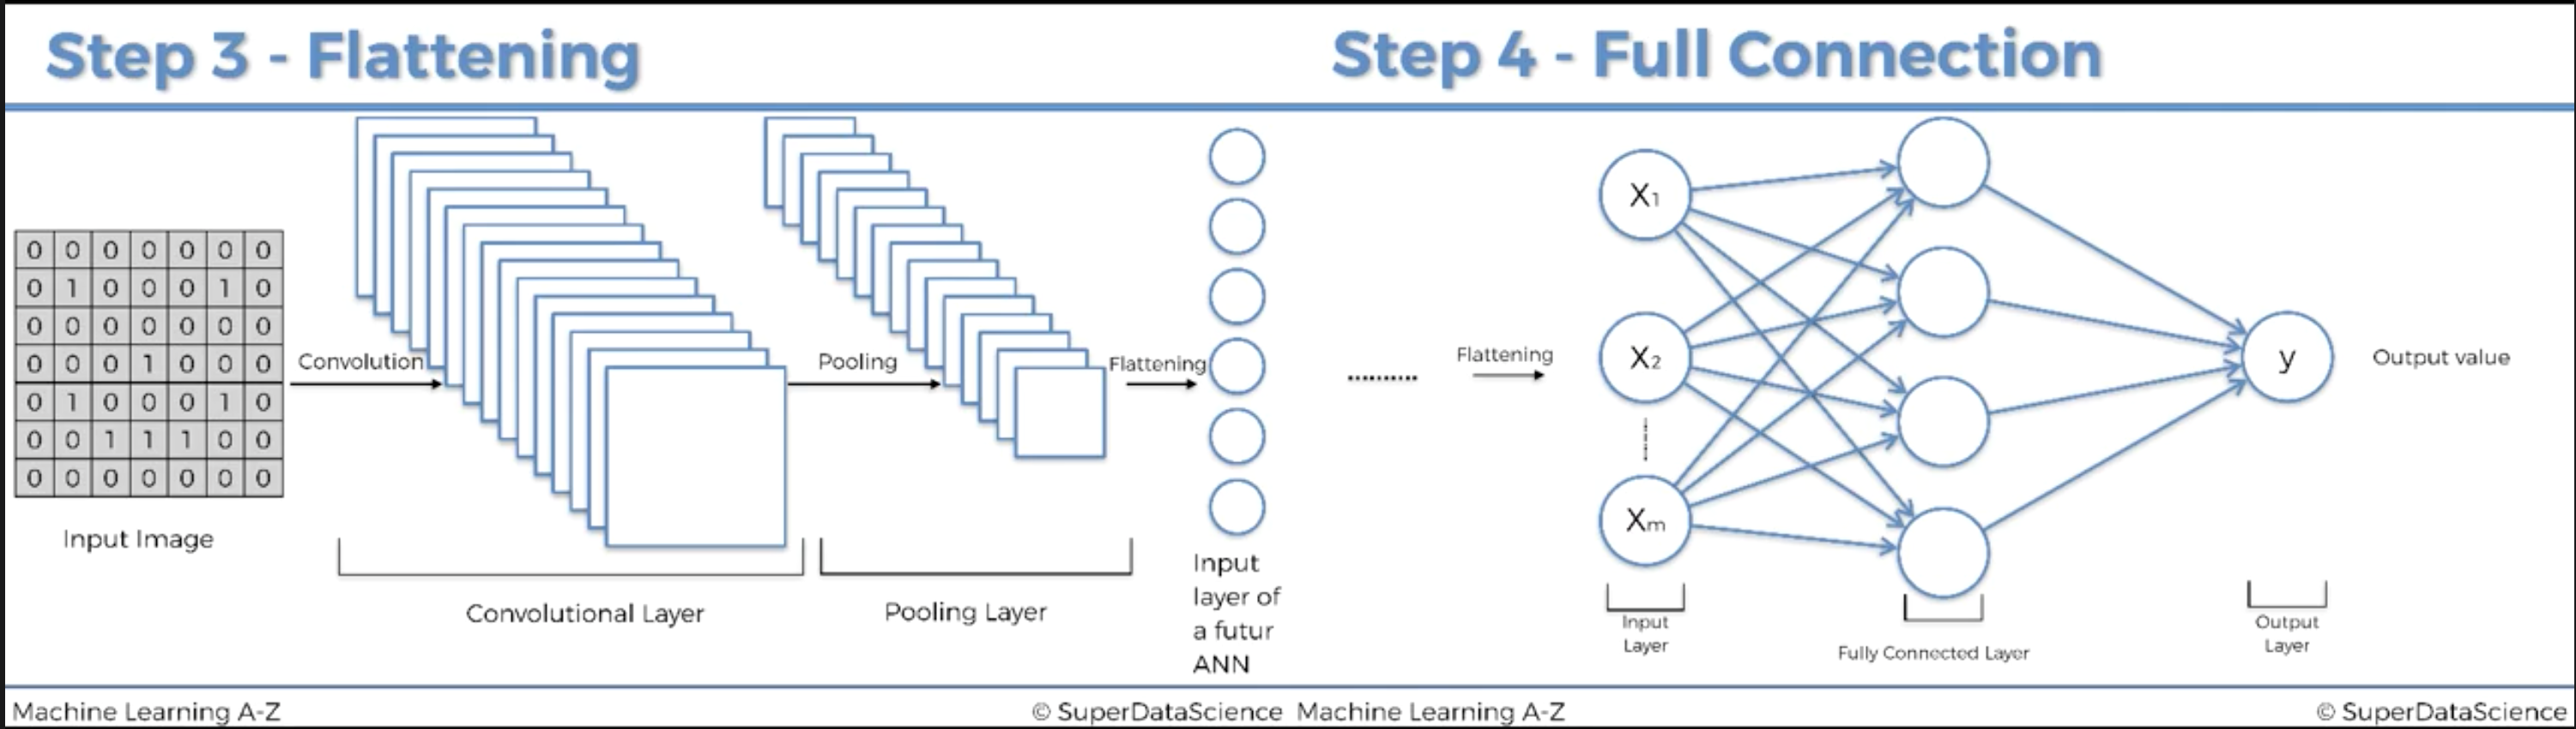 Step 3 - Flattening
0 0 0 0 0 0 0
0 1 0 0 0 1 0
0 0 0 0 0 0 0
0 0 0 1 0 0 0
0 1 0 0 0 1 0
0 0 1 1 1 0 0
0 0 0 0 0 0 0
Input Image
Convolution
Convolutional Layer
Pooling
Pooling Layer
Flattening
Input
layer of
a futur
ANN
Machine Learning A-Z
© SuperDataScience
Step 4 - Full Connection
..........
Flattening
X₁
X₂
Xₘ
Input
Layer
Fully Connected Layer
y
Output value
Output
Layer
Machine Learning A-Z
© SuperDataScience